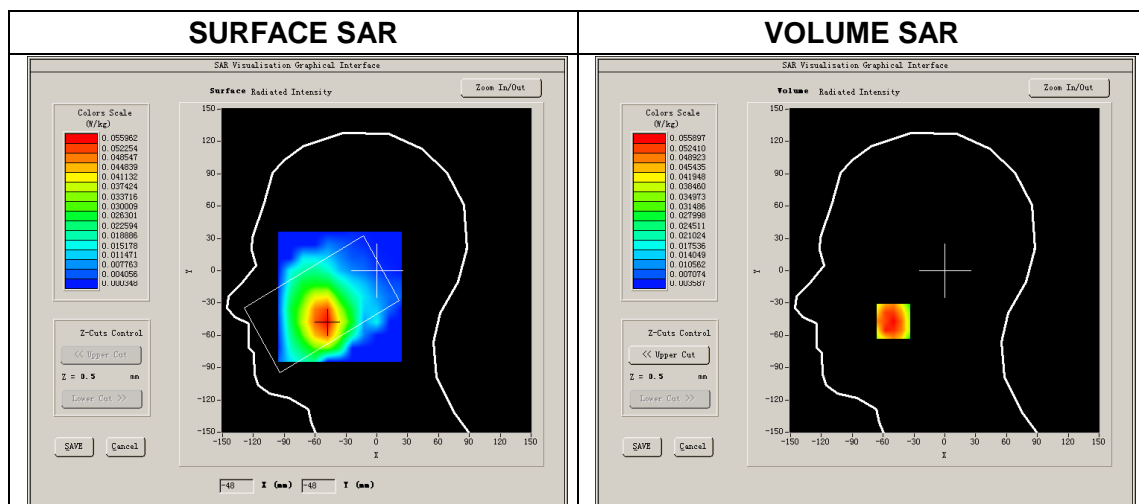 SURFACE SAR
VOLUME SAR
SAR Visualisation Graphical Interface
Surface Radiated Intensity
Zoom In/Out
Colors Scale
(W/kg)
0.055962
0.052254
0.048547
0.044839
0.041132
0.037424
0.033716
0.030009
0.026301
0.022594
0.018886
0.015178
0.011471
0.007763
0.004056
0.000348
150
120
90
60
30
0
-30
-60
-90
-120
-150
Y
-150 -120 -90 -60 -30 0 30 60 90 120 150
X
Z-Cuts Control
<< Upper Cut
Z = 0.5 mm
Lower Cut >>
SAVE Cancel
-48 X (mm) -48 Y (mm)
SAR Visualisation Graphical Interface
Volume Radiated Intensity
Zoom In/Out
Colors Scale
(W/kg)
0.055897
0.052410
0.048923
0.045435
0.041948
0.038460
0.034973
0.031486
0.027998
0.024511
0.021024
0.017536
0.014049
0.010562
0.007074
0.003587
150
120
90
60
30
0
-30
-60
-90
-120
-150
Y
-150 -120 -90 -60 -30 0 30 60 90 120 150
X
Z-Cuts Control
<< Upper Cut
Z = 0.5 mm
Lower Cut >>
SAVE Cancel